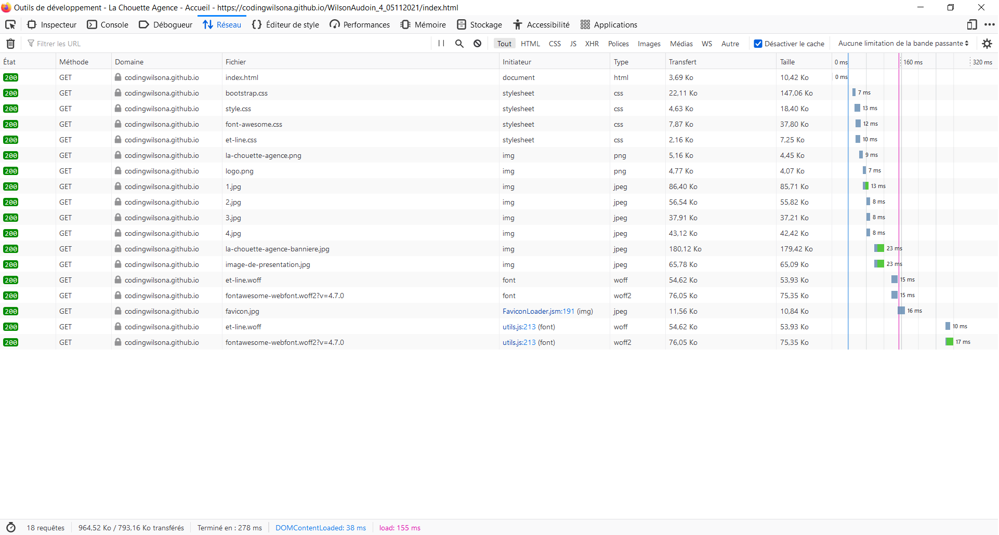 Outils de développement - La Chouette Agence - Accueil - https://codingwilsona.github.io/WilsonAudoin_4_05112021/index.html
Inspecteur Console Débogueur Réseau Éditeur de style Performances Mémoire Stockage Accessibilité Applications
Filtrer les URL Tout HTML CSS JS XHR Polices Images Médias WS Autre Désactiver le cache Aucune limitation de la bande passante
État Méthode Domaine Fichier Initiateur Type Transfert Taille 0 ms 160 ms 320 ms
200 GET codingwilsona.github.io index.html document html 3,69 Ko 10,42 Ko 0 ms
200 GET codingwilsona.github.io bootstrap.css stylesheet css 22,11 Ko 147,06 Ko 7 ms
200 GET codingwilsona.github.io style.css stylesheet css 4,63 Ko 18,40 Ko 13 ms
200 GET codingwilsona.github.io font-awesome.css stylesheet css 7,87 Ko 37,80 Ko 12 ms
200 GET codingwilsona.github.io et-line.css stylesheet css 2,16 Ko 7,25 Ko 10 ms
200 GET codingwilsona.github.io la-chouette-agence.png img png 5,16 Ko 4,45 Ko 9 ms
200 GET codingwilsona.github.io logo.png img png 4,77 Ko 4,07 Ko 7 ms
200 GET codingwilsona.github.io 1.jpg img jpeg 86,40 Ko 85,71 Ko 13 ms
200 GET codingwilsona.github.io 2.jpg img jpeg 56,54 Ko 55,82 Ko 8 ms
200 GET codingwilsona.github.io 3.jpg img jpeg 37,91 Ko 37,21 Ko 8 ms
200 GET codingwilsona.github.io 4.jpg img jpeg 43,12 Ko 42,42 Ko 8 ms
200 GET codingwilsona.github.io la-chouette-agence-banniere.jpg img jpeg 180,12 Ko 179,42 Ko 23 ms
200 GET codingwilsona.github.io image-de-presentation.jpg img jpeg 65,78 Ko 65,09 Ko 23 ms
200 GET codingwilsona.github.io et-line.woff font woff 54,62 Ko 53,93 Ko 15 ms
200 GET codingwilsona.github.io fontawesome-webfont.woff2?v=4.7.0 font woff2 76,05 Ko 75,35 Ko 15 ms
200 GET codingwilsona.github.io favicon.jpg FaviconLoader.jsm:191 (img) jpeg 11,56 Ko 10,84 Ko 16 ms
200 GET codingwilsona.github.io et-line.woff utils.js:213 (font) woff 54,62 Ko 53,93 Ko 10 ms
200 GET codingwilsona.github.io fontawesome-webfont.woff2?v=4.7.0 utils.js:213 (font) woff2 76,05 Ko 75,35 Ko 17 ms
18 requêtes 964,52 Ko / 793,16 Ko transférés Terminé en : 278 ms DOMContentLoaded: 38 ms load: 155 ms